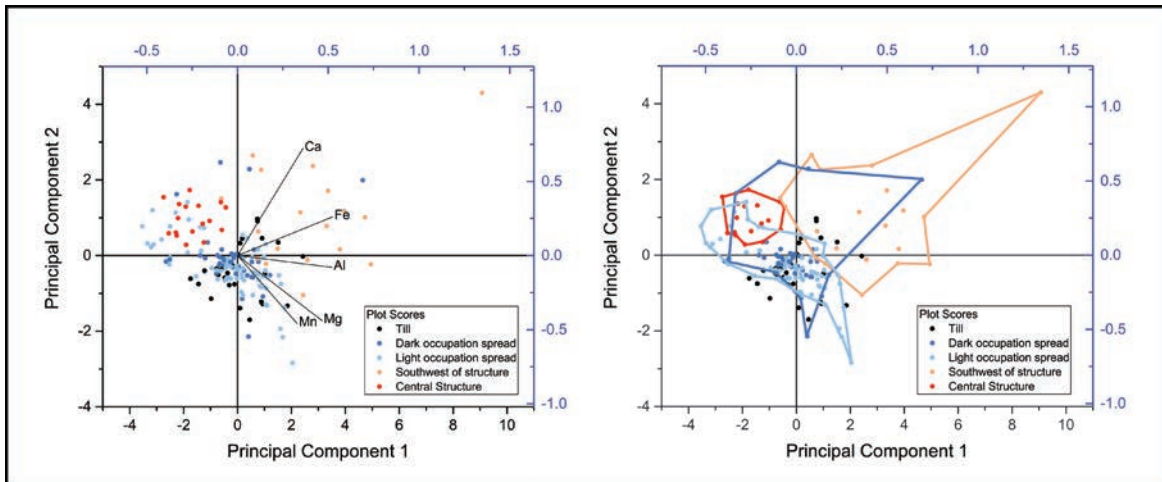 -0.5 0.0 0.5 1.0 1.5
Principal Component 2
4
2
0
-2
-4
Ca
Fe
Al
Mg
Mn
1.0
0.5
0.0
-0.5
-1.0
Plot Scores
Till
Dark occupation spread
Light occupation spread
Southwest of structure
Central Structure
-4 -2 0 2 4 6 8 10
Principal Component 1
-0.5 0.0 0.5 1.0 1.5
Principal Component 2
4
2
0
-2
-4
1.0
0.5
0.0
-0.5
-1.0
Plot Scores
Till
Dark occupation spread
Light occupation spread
Southwest of structure
Central Structure
-4 -2 0 2 4 6 8 10
Principal Component 1